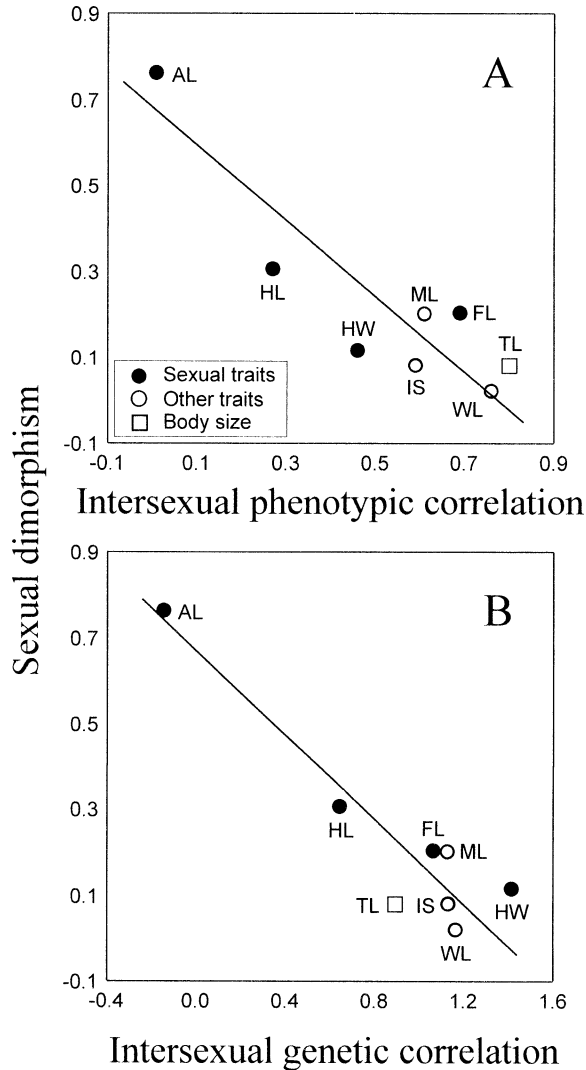 0.9
A
AL
0.7
0.5
0.3
HL
ML
FL
HW
TL
0.1
IS
WL
Sexual traits
Other traits
Body size
-0.1
-0.1 0.1 0.3 0.5 0.7 0.9
Intersexual phenotypic correlation
Sexual dimorphism
0.9
B
AL
0.7
0.5
0.3
HL
FL
ML
0.1
TL
IS
HW
WL
-0.1
-0.4 0.0 0.4 0.8 1.2 1.6
Intersexual genetic correlation